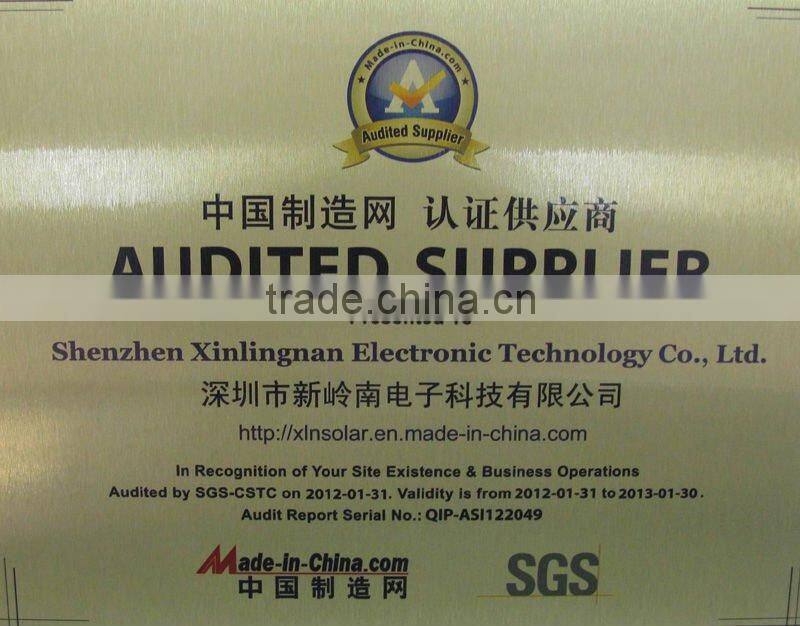 Made-in-China.com
Audited Supplier
中国制造网 认证供应商
AUDITED SUPPLIER
trade.china.cn
Presented To
Shenzhen Xinlingnan Electronic Technology Co., Ltd.
深圳市新岭南电子科技有限公司
http://xlnsolar.en.made-in-china.com
In Recognition of Your Site Existence & Business Operations
Audited by SGS-CSTC on 2012-01-31. Validity is from 2012-01-31 to 2013-01-30.
Audit Report Serial No.: QIP-ASI122049
Made-in-China.com
中国制造网
SGS